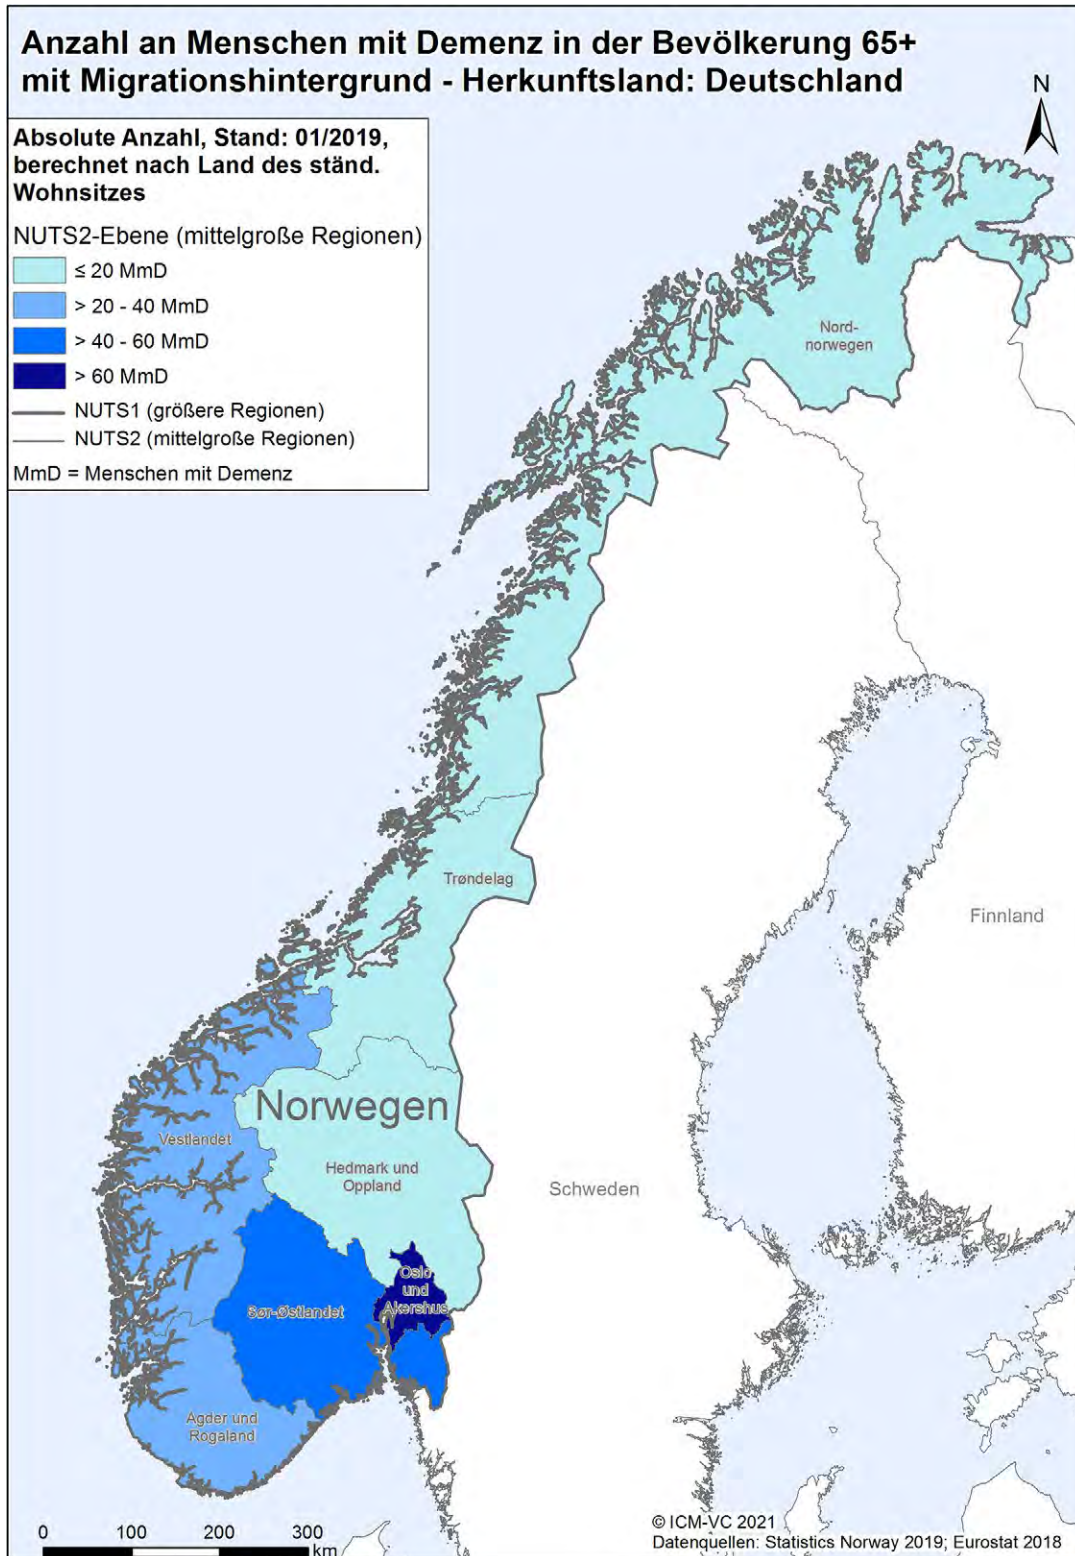 Anzahl an Menschen mit Demenz in der Bevölkerung 65+
mit Migrationshintergrund - Herkunftsland: Deutschland
N
Absolute Anzahl, Stand: 01/2019,
berechnet nach Land des ständ.
Wohnsitzes
NUTS2-Ebene (mittelgroße Regionen)
≤ 20 MmD
> 20 - 40 MmD
> 40 - 60 MmD
> 60 MmD
NUTS1 (größere Regionen)
NUTS2 (mittelgroße Regionen)
MmD = Menschen mit Demenz
Nord-
norwegen
Trøndelag
Finnland
Norwegen
Vestlandet
Hedmark und
Oppland
Schweden
Oslo
und
Akershus
Sør-Østlandet
Agder und
Rogaland
0 100 200 300
km
© ICM-VC 2021
Datenquellen: Statistics Norway 2019; Eurostat 2018